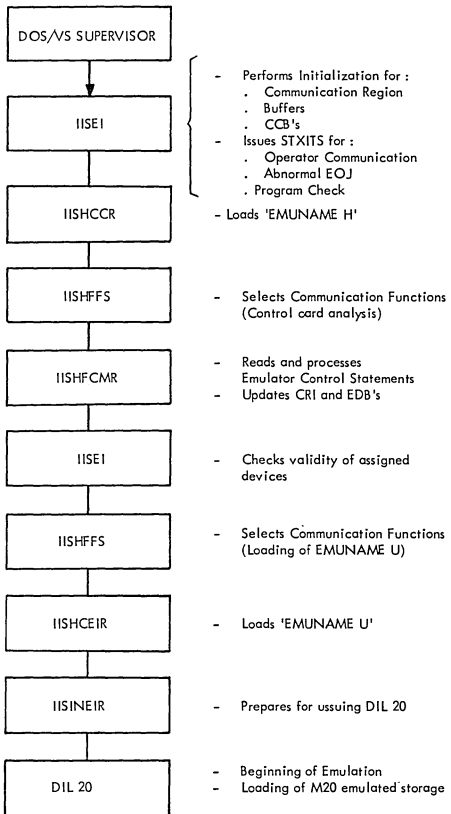 DOS/VS SUPERVISOR
IISEI
- Performs Initialization for :
. Communication Region
. Buffers
. CCB's
- Issues STXITS for :
. Operator Communication
. Abnormal EOJ
. Program Check
IISHCCR
- Loads 'EMUNAME H'
IISHFFS
- Selects Communication Functions
(Control card analysis)
IISHFCMR
- Reads and processes
Emulator Control Statements
- Updates CRI and EDB's
IISEI
- Checks validity of assigned
devices
IISHFFS
- Selects Communication Functions
(Loading of EMUNAME U)
IISHCEIR
- Loads 'EMUNAME U'
IISINEIR
- Prepares for ussuing DIL 20
DIL 20
- Beginning of Emulation
- Loading of M20 emulated storage